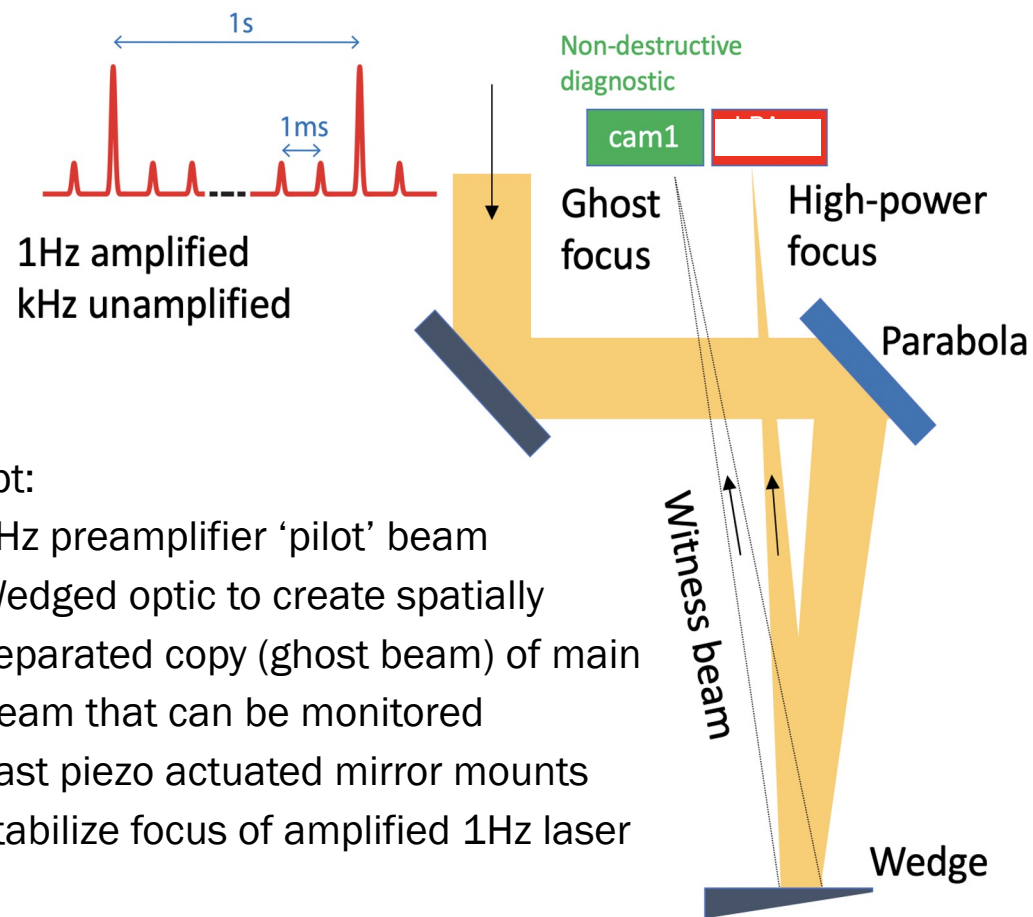 1s
1ms
1Hz amplified
kHz unamplified
Non-destructive
diagnostic
cam1
Ghost
focus
High-power
focus
Parabola
Witness beam
Wedge
Hz preamplifier ‘pilot’ beam
edged optic to create spatially
eparated copy (ghost beam) of main
eam that can be monitored
ast piezo actuated mirror mounts
tabilize focus of amplified 1Hz laser